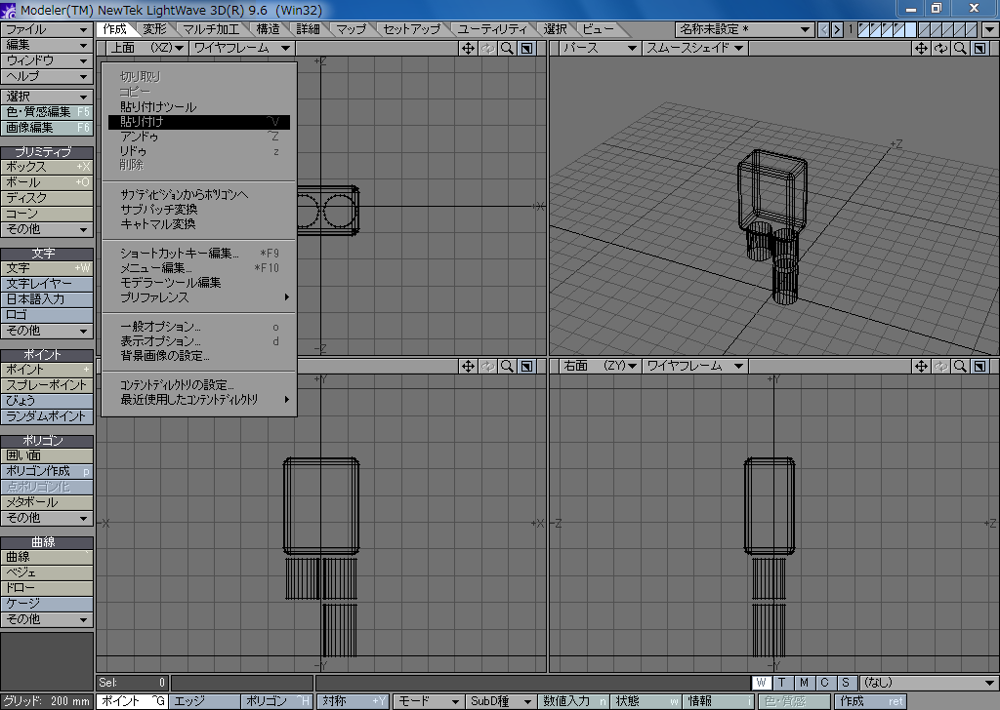 Modeler(TM) NewTek LightWave 3D(R) 9.6 (Win32)
ファイル
編集
ウィンドウ
ヘルプ
作成 変形 マルチ加工 構造 詳細 マップ セットアップ ユーティリティ 選択 ビュー
名称未設定 * 1
上面 (XZ) ワイヤフレーム
パース スムースシェイド
選択
色・質感編集 F5
画像編集 F6
プリミティブ
ボックス +X
ボール +O
ディスク
コーン
その他
文字
文字 +W
文字レイヤー
日本語入力
ロゴ
その他
ポイント
ポイント +
スプレーポイント
びょう
ランダムポイント
ポリゴン
囲い面
ポリゴン作成 p
点ポリゴン化
メタボール
その他
曲線
曲線
ベジェ
ドロー
ケージ
その他
切り取り
コピー
貼り付けツール
貼り付け ^V
アンドゥ ^Z
リドゥ z
削除
サブディビジョンからポリゴンへ
サブパッチ変換
キャトマル変換
ショートカットキー編集... *F9
メニュー編集... *F10
モデラーツール編集
プリファレンス
一般オプション... o
表示オプション... d
背景画像の設定...
コンテントディレクトリの設定...
最近使用したコンテントディレクトリ
+Z
+X
-Z
+Z
右面 (ZY) ワイヤフレーム
+Y
-X
+X
-Y
+Y
-Z
+Z
-Y
Sel: 0
W T M C S (なし)
グリッド: 200 mm
ポイント ^G エッジ ポリゴン ^H 対称 +Y モード SubD種 数値入力 n 状態 w 情報 i 色・質感 作成 ret